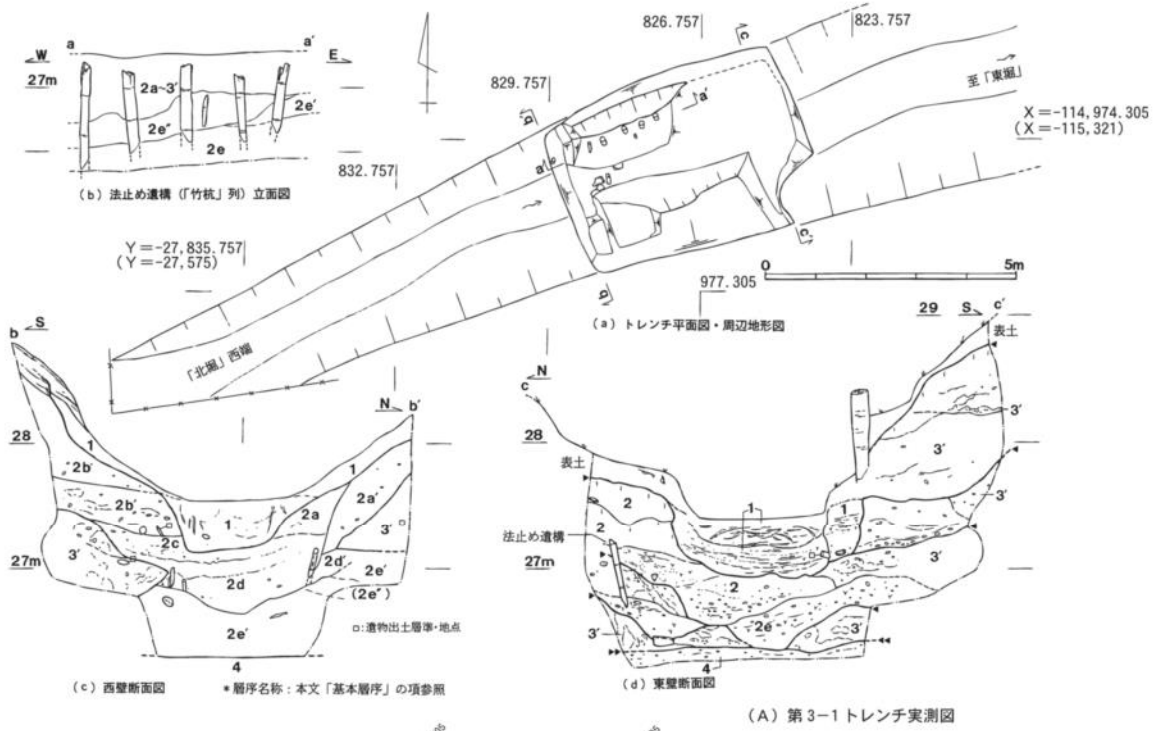 a
a′
W
E
27m
2a~3′
2e′
2e″
2e
(b) 法止め遺構(「竹杭」列)立面図
826.757
823.757
829.757
832.757
c
b
a′
a
c′
b
至「東堀」
X=-114,974.305
(X=-115,321)
Y=-27,835.757
(Y=-27,575)
977.305
0
5m
「北堀」西端
(a) トレンチ平面図・周辺地形図
b
S
N
b′
28
27m
1
1
1
2b′
2b′
2a
2a′
2c
3′
3′
2d
2d′
2e′
(2e″)
2e′
4
□:遺物出土層準・地点
(c) 西壁断面図
*層序名称:本文「基本層序」の項参照
29
S
c′
表土
N
c
28
表土
3′
3′
3′
2
1
1
2
法止め遺構
27m
2
3′
2e
3′
3′
4
(d) 東壁断面図
(A) 第3-1トレンチ実測図